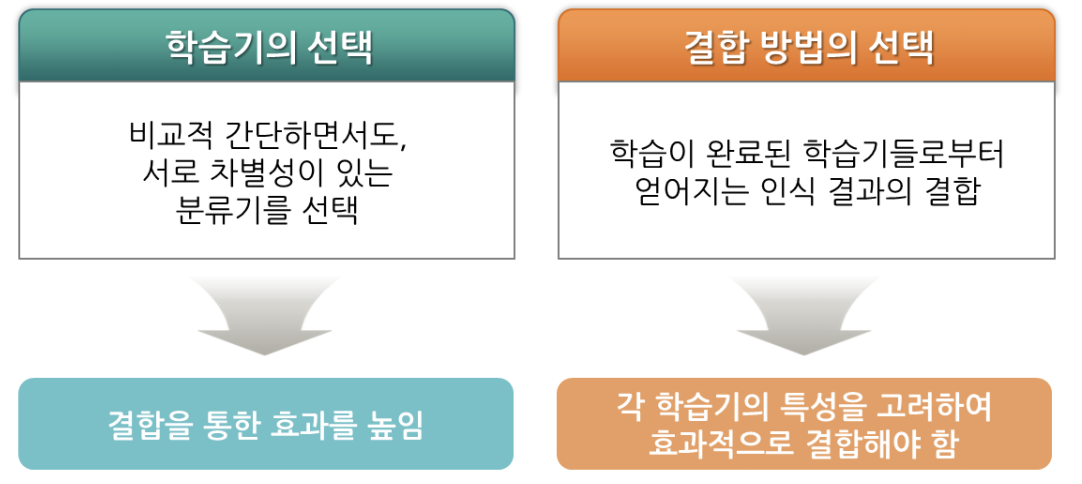 학습기의 선택
비교적 간단하면서도,
서로 차별성이 있는
분류기를 선택
결합을 통한 효과를 높임
결합 방법의 선택
학습이 완료된 학습기들로부터
얻어지는 인식 결과의 결합
각 학습기의 특성을 고려하여
효과적으로 결합해야 함